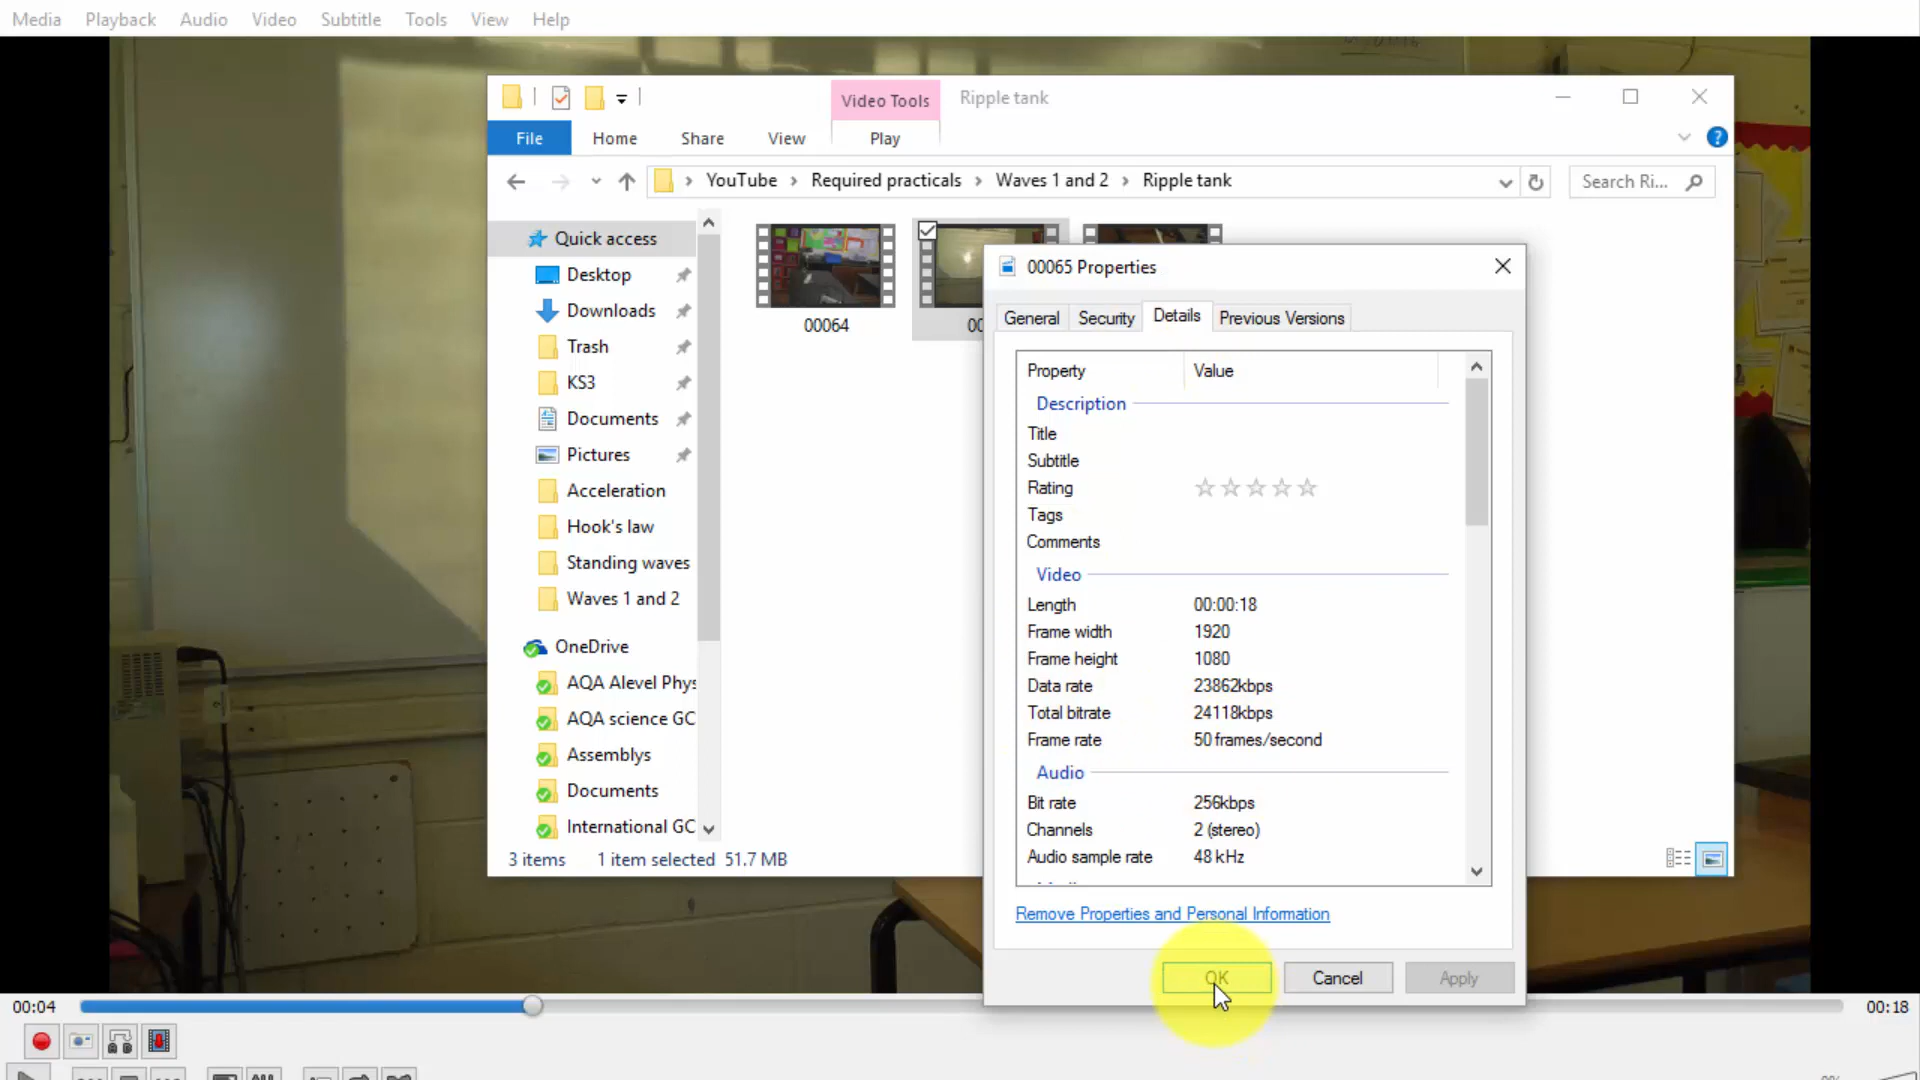 Media Playback Audio Video Subtitle Tools View Help
Video Tools Ripple tank
File Home Share View Play
YouTube Required practicals Waves 1 and 2 Ripple tank Search Ri...
Quick access
Desktop
Downloads
Trash
KS3
Documents
Pictures
Acceleration
Hook's law
Standing waves
Waves 1 and 2
OneDrive
AQA Alevel Phys
AQA science GC
Assemblys
Documents
International GC
00064
3 items 1 item selected 51.7 MB
00065 Properties
General Security Details Previous Versions
Property Value
Description
Title
Subtitle
Rating
Tags
Comments
Video
Length 00:00:18
Frame width 1920
Frame height 1080
Data rate 23862kbps
Total bitrate 24118kbps
Frame rate 50 frames/second
Audio
Bit rate 256kbps
Channels 2 (stereo)
Audio sample rate 48 kHz
Remove Properties and Personal Information
OK Cancel Apply
00:04 00:18